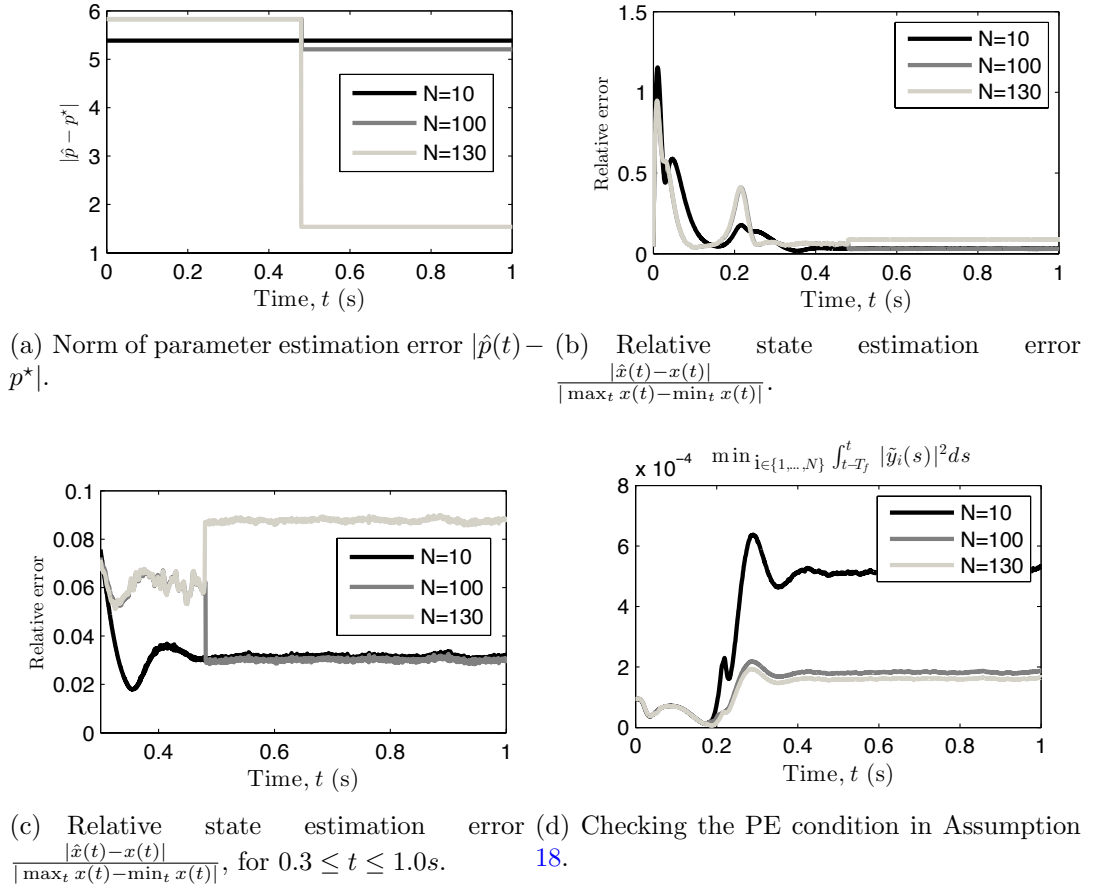 6
5
4
3
2
1
|p̂ − p⋆|
N=10
N=100
N=130
0 0.2 0.4 0.6 0.8 1
Time, t (s)
(a) Norm of parameter estimation error |p̂(t)−
p⋆|.
1.5
1
0.5
0
Relative error
N=10
N=100
N=130
0 0.2 0.4 0.6 0.8 1
Time, t (s)
(b) Relative state estimation error
|x̂(t)−x(t)| / |max_t x(t)−min_t x(t)|.
0.1
0.08
0.06
0.04
0.02
0
Relative error
N=10
N=100
N=130
0.4 0.6 0.8 1
Time, t (s)
(c) Relative state estimation error
|x̂(t)−x(t)| / |max_t x(t)−min_t x(t)|, for 0.3 ≤ t ≤ 1.0s.
x 10⁻⁴ min_{i∈{1,...,N}} ∫_{t−T_f}^{t} |ỹ_i(s)|²ds
8
6
4
2
0
N=10
N=100
N=130
0 0.2 0.4 0.6 0.8 1
Time, t (s)
(d) Checking the PE condition in Assumption
18.